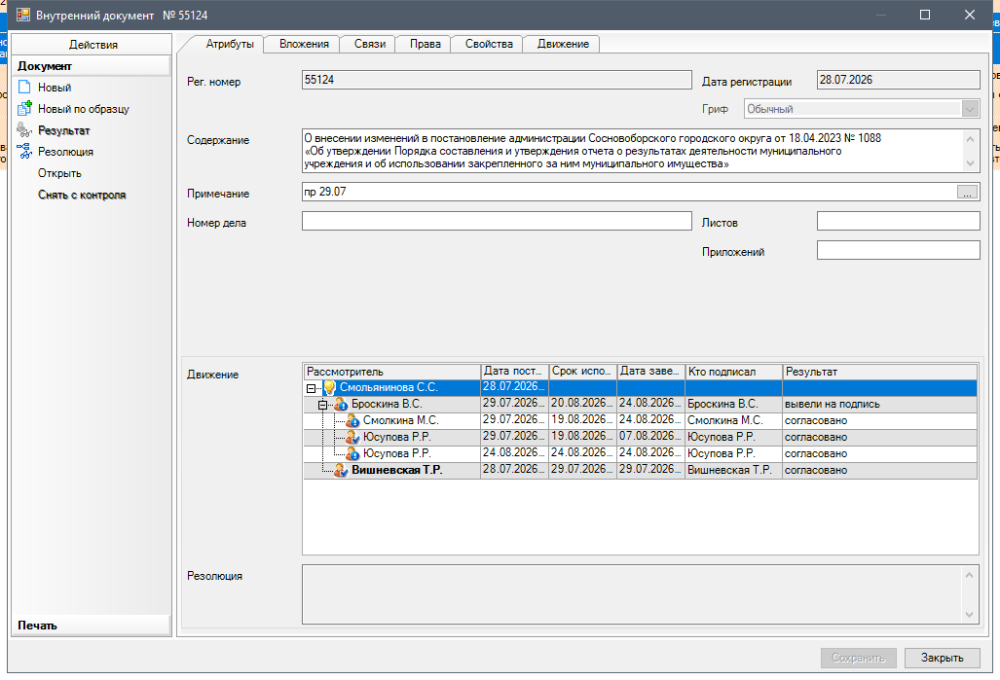 Внутренний документ № 55124
Действия
Документ
Новый
Новый по образцу
Результат
Резолюция
Открыть
Снять с контроля
Печать
Атрибуты Вложения Связи Права Свойства Движение
Рег. номер 55124 Дата регистрации 28.07.2026
Гриф Обычный
Содержание
О внесении изменений в постановление администрации Сосновоборского городского округа от 18.04.2023 № 1088
«Об утверждении Порядка составления и утверждения отчета о результатах деятельности муниципального
учреждения и об использовании закрепленного за ним муниципального имущества»
Примечание пр 29.07 ...
Номер дела Листов
Приложений
Движение
Рассмотритель Дата пост... Срок испо... Дата заве... Кто подписал Результат
Смольянинова С.С. 28.07.2026...
Броскина В.С. 29.07.2026... 20.08.2026... 24.08.2026... Броскина В.С. вывели на подпись
Смолкина М.С. 29.07.2026... 19.08.2026... 24.08.2026... Смолкина М.С. согласовано
Юсупова Р.Р. 29.07.2026... 19.08.2026... 07.08.2026... Юсупова Р.Р. согласовано
Юсупова Р.Р. 24.08.2026... 24.08.2026... 24.08.2026... Юсупова Р.Р. согласовано
Вишневская Т.Р. 28.07.2026... 29.07.2026... 29.07.2026... Вишневская Т.Р. согласовано
Резолюция
Сохранить Закрыть